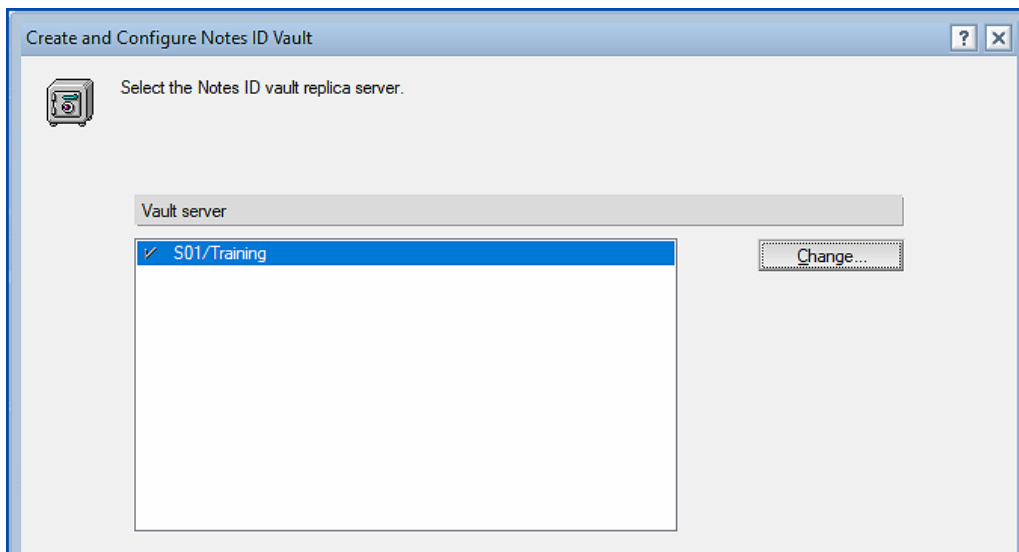 Create and Configure Notes ID Vault
?
Select the Notes ID vault replica server.
Vault server
S01/Training
Change...